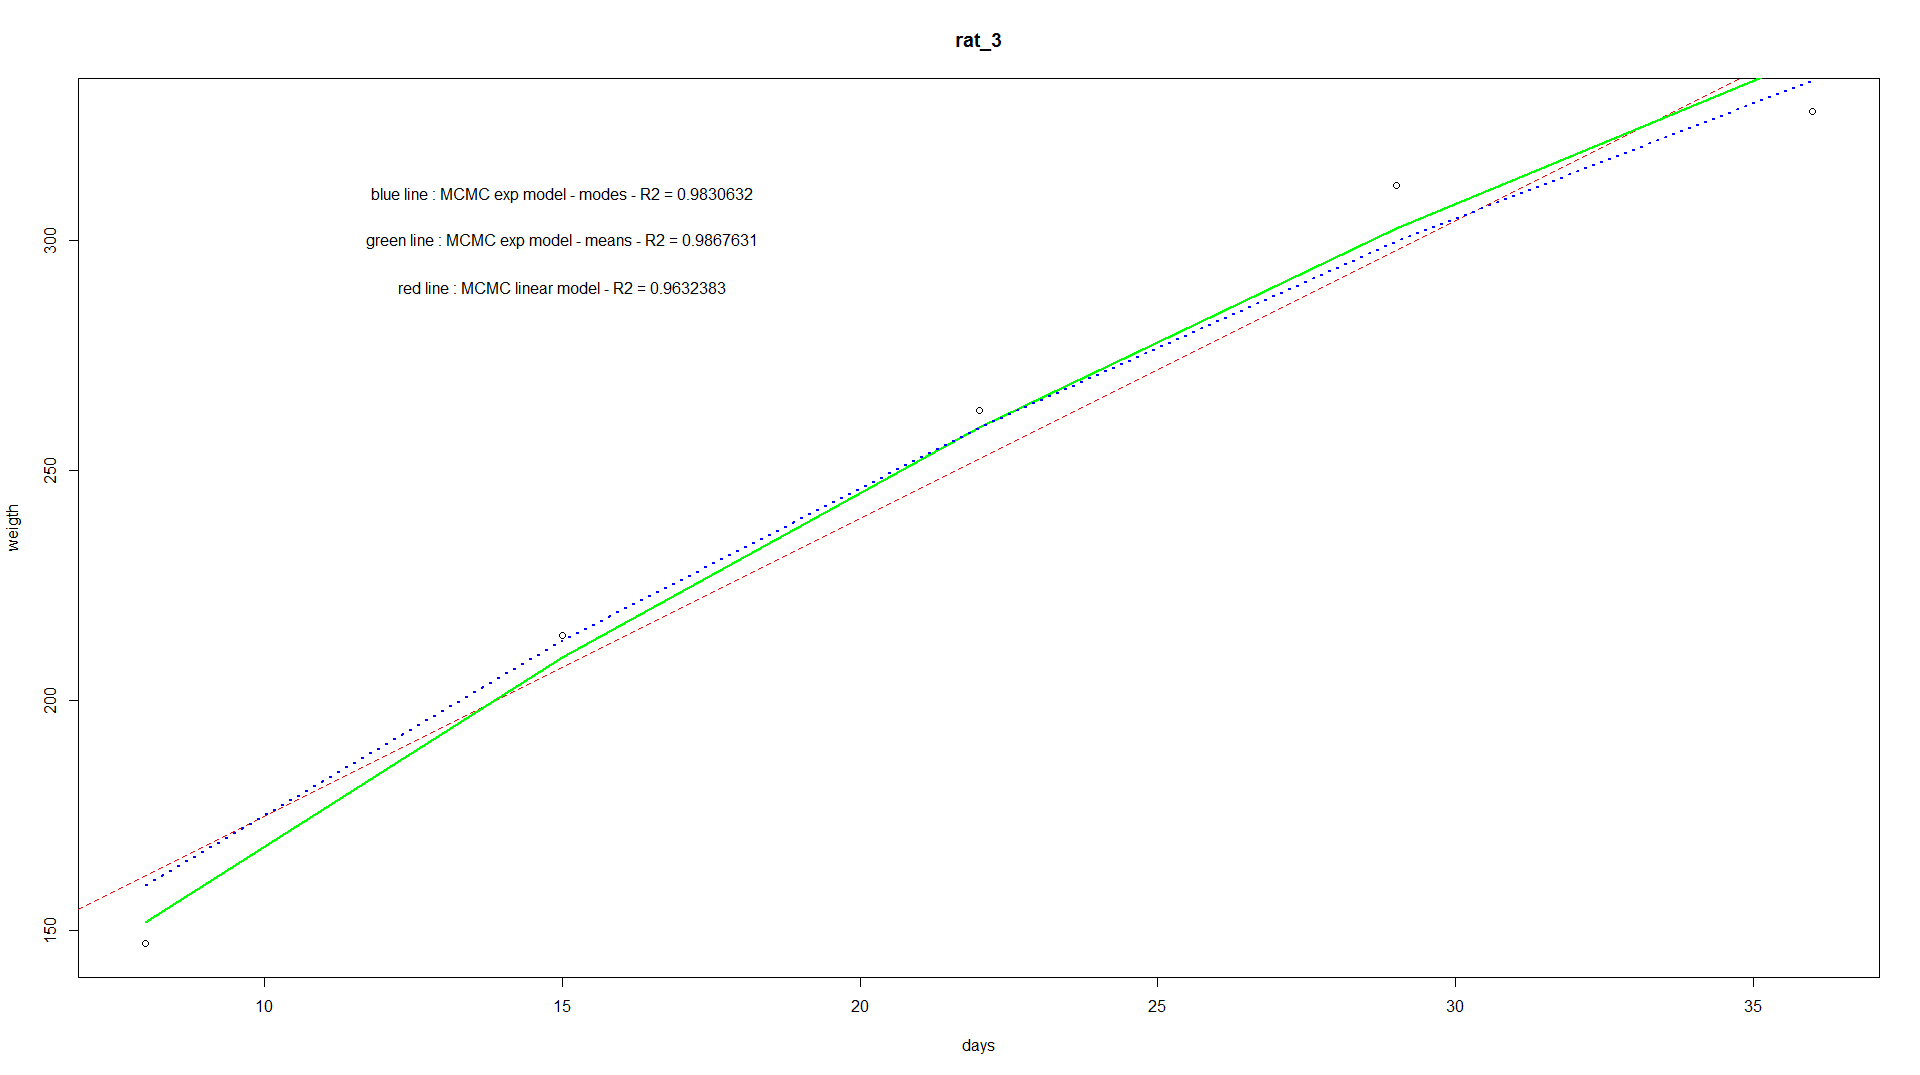 rat_3
blue line : MCMC exp model - modes - R2 = 0.9830632
green line : MCMC exp model - means - R2 = 0.9867631
red line : MCMC linear model - R2 = 0.9632383
300
250
200
150
weigth
10 15 20 25 30 35
days